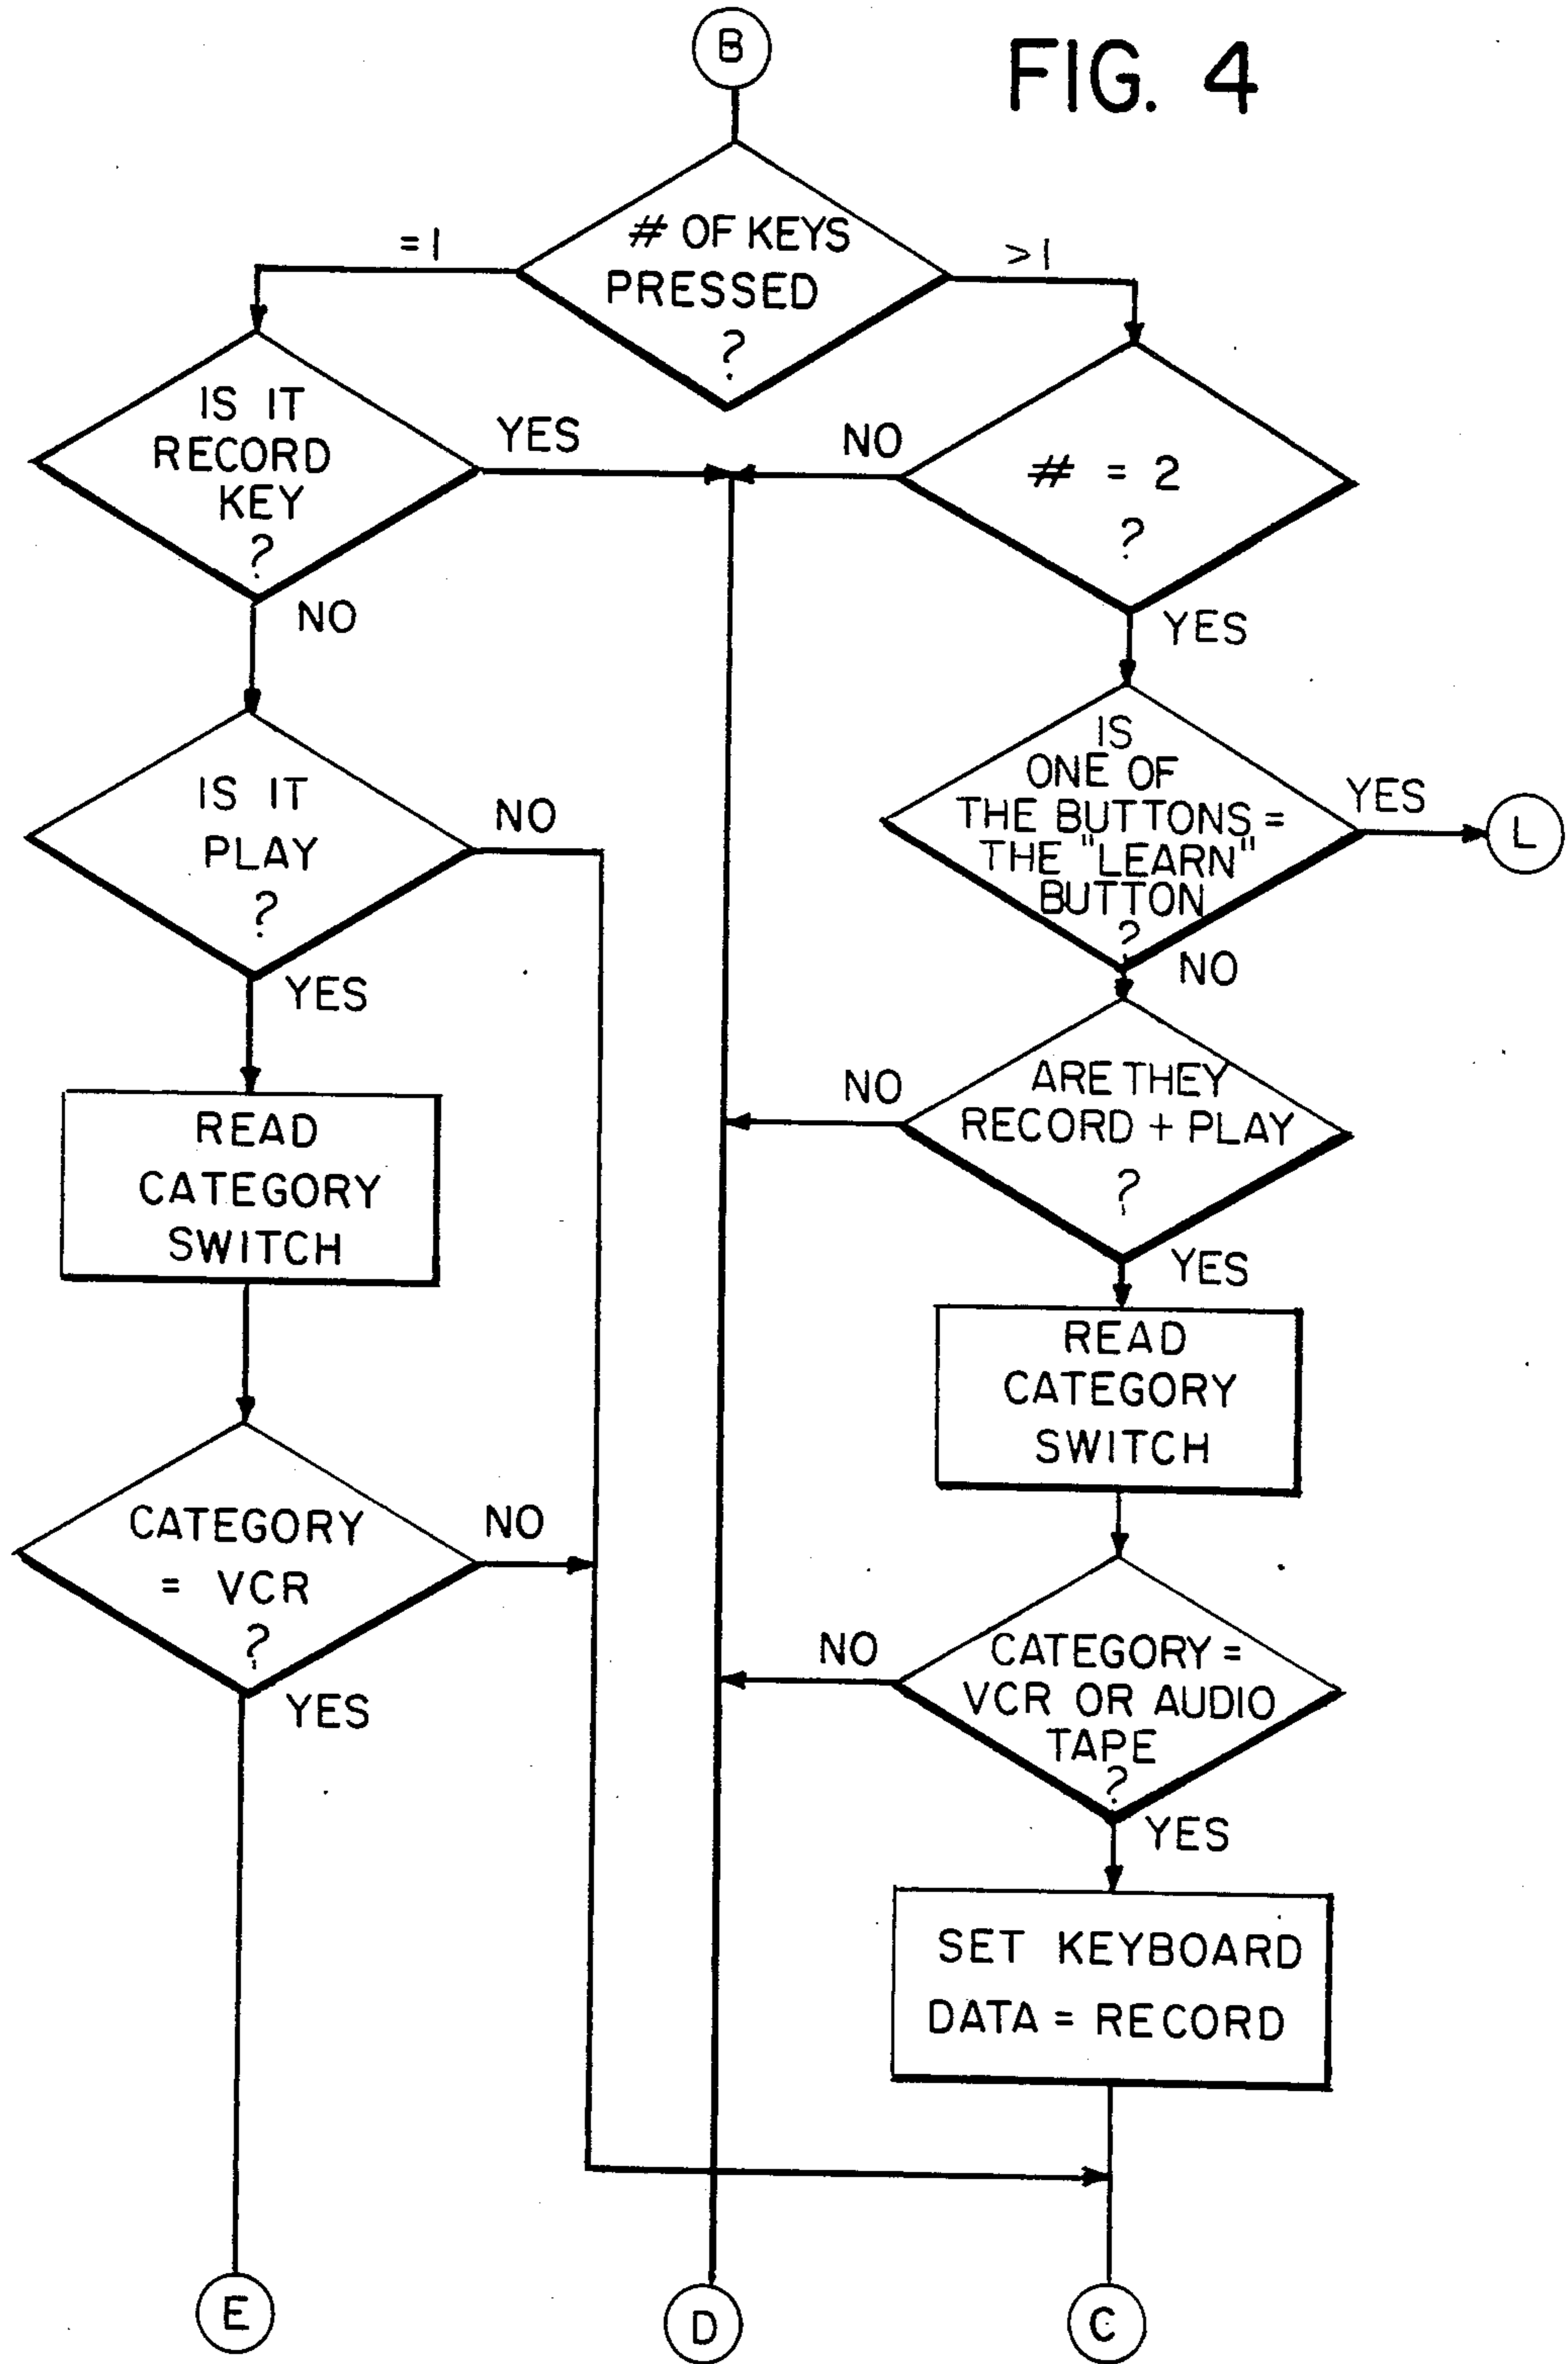 B
FIG. 4
# OF KEYS
PRESSED
?
=1
>1
IS IT
RECORD
KEY
?
YES
NO
NO
# = 2
?
YES
IS IT
PLAY
?
NO
YES
IS
ONE OF
THE BUTTONS =
THE "LEARN"
BUTTON
?
YES
L
NO
READ
CATEGORY
SWITCH
ARE THEY
RECORD + PLAY
?
NO
YES
READ
CATEGORY
SWITCH
CATEGORY
= VCR
?
NO
YES
CATEGORY =
VCR OR AUDIO
TAPE
?
NO
YES
SET KEYBOARD
DATA = RECORD
E
D
C